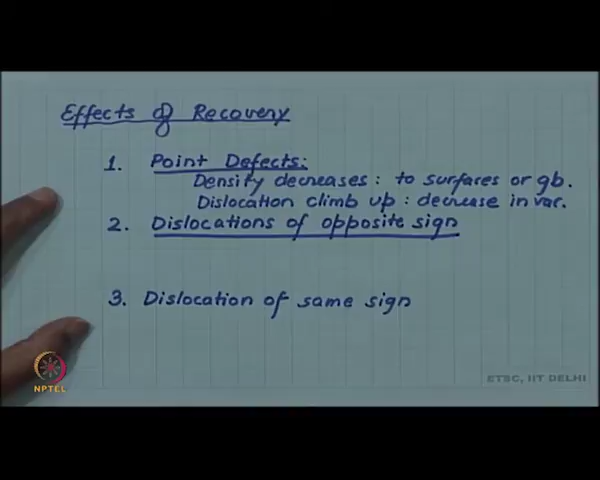 Effects of Recovery
1. Point Defects:
Density decreases: to surfaces or gb.
Dislocation climb up: decrease in vac.
2. Dislocations of opposite sign
3. Dislocation of same sign
NPTEL
ETSC, IIT DELHI